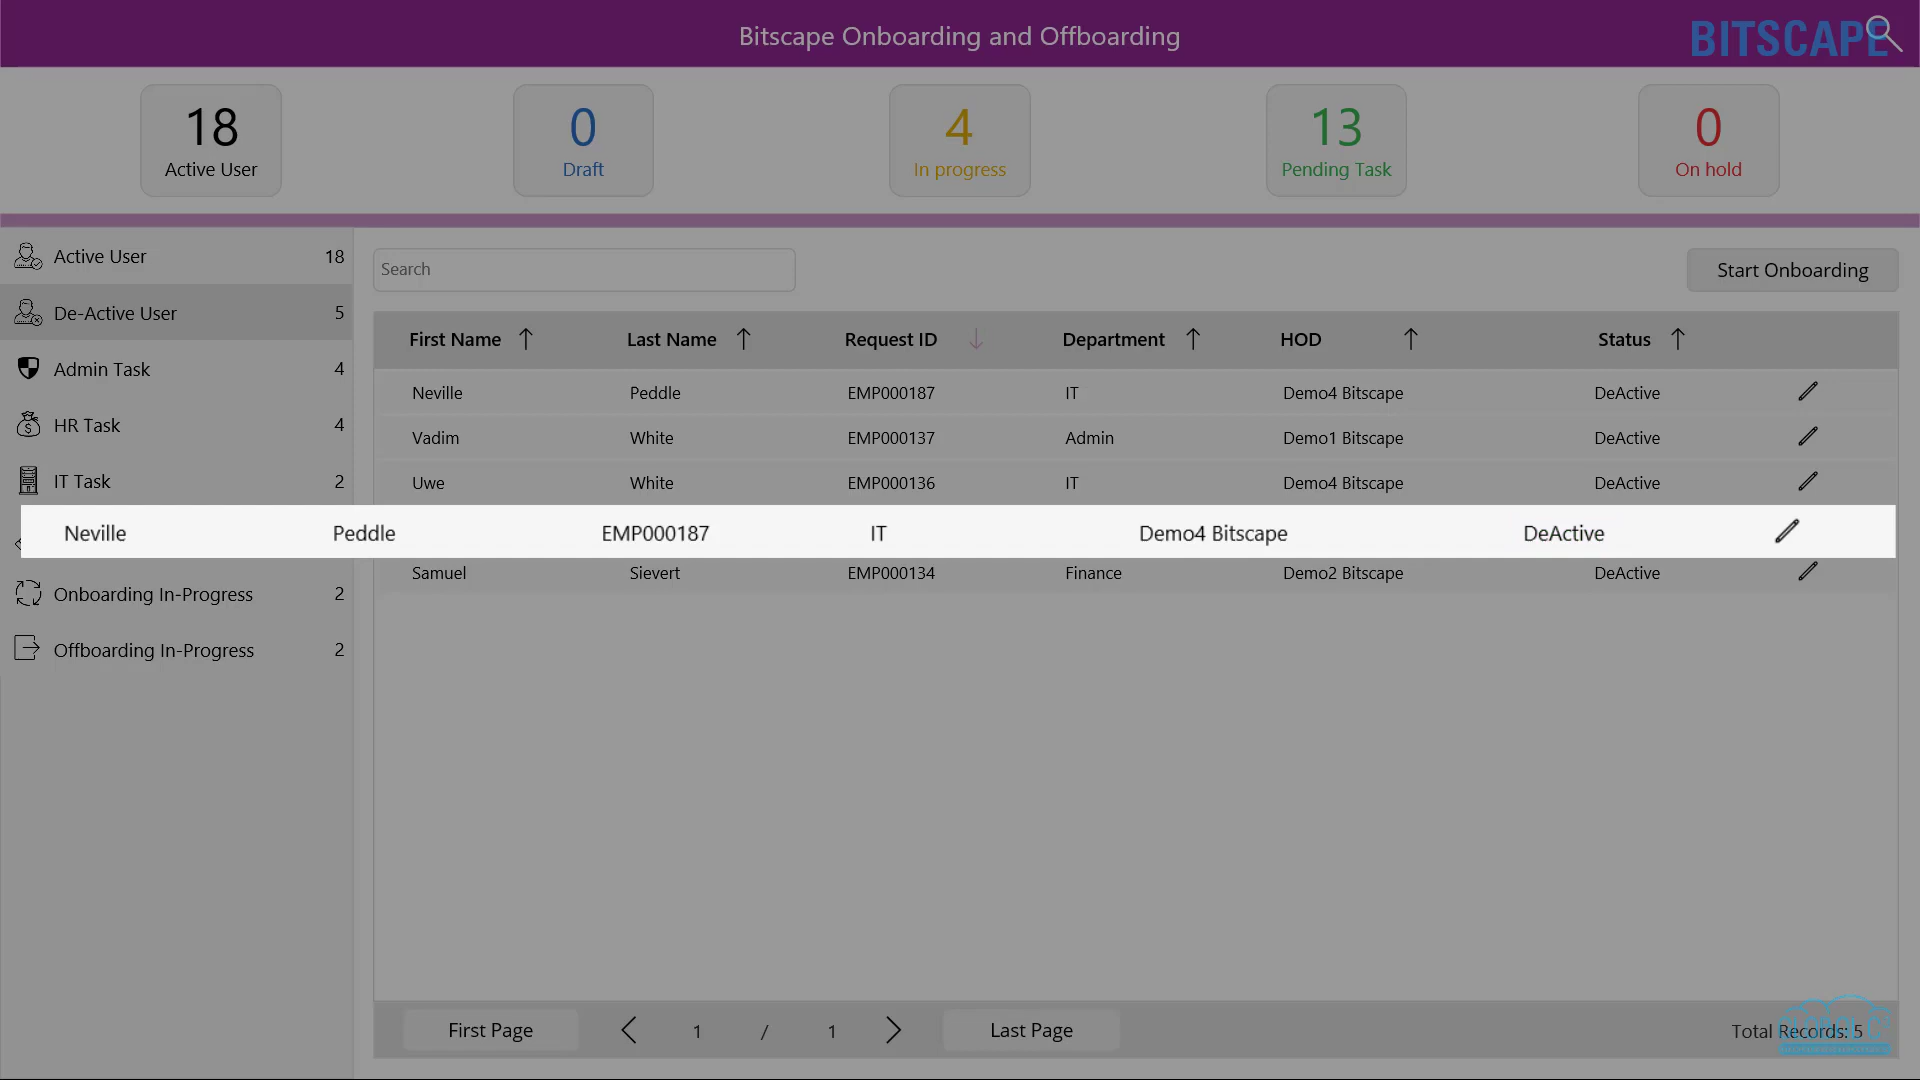 Bitscape Onboarding and Offboarding
BITSCAPE
18
Active User
0
Draft
4
In progress
13
Pending Task
0
On hold
Active User 18
De-Active User 5
Admin Task 4
HR Task 4
IT Task 2
Onboarding In-Progress 2
Offboarding In-Progress 2
Search
Start Onboarding
First Name Last Name Request ID Department HOD Status
Neville Peddle EMP000187 IT Demo4 Bitscape DeActive
Vadim White EMP000137 Admin Demo1 Bitscape DeActive
Uwe White EMP000136 IT Demo4 Bitscape DeActive
Neville Peddle EMP000187 IT Demo4 Bitscape DeActive
Samuel Sievert EMP000134 Finance Demo2 Bitscape DeActive
First Page 1 / 1 Last Page
Total Records: 5